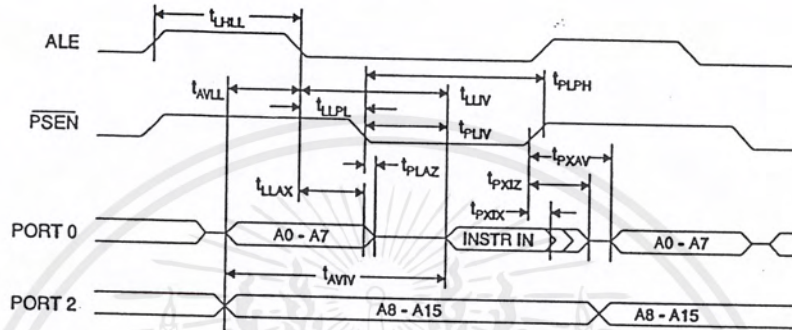 tLHLL
ALE
tAVLL
tLLPL
tLLIV
tPLPH
PSEN
tPLIV
tPXAV
tPLAZ
tLLAX
tPXIZ
tPXIX
PORT 0
A0 - A7
INSTR IN
A0 - A7
tAVIV
PORT 2
A8 - A15
A8 - A15